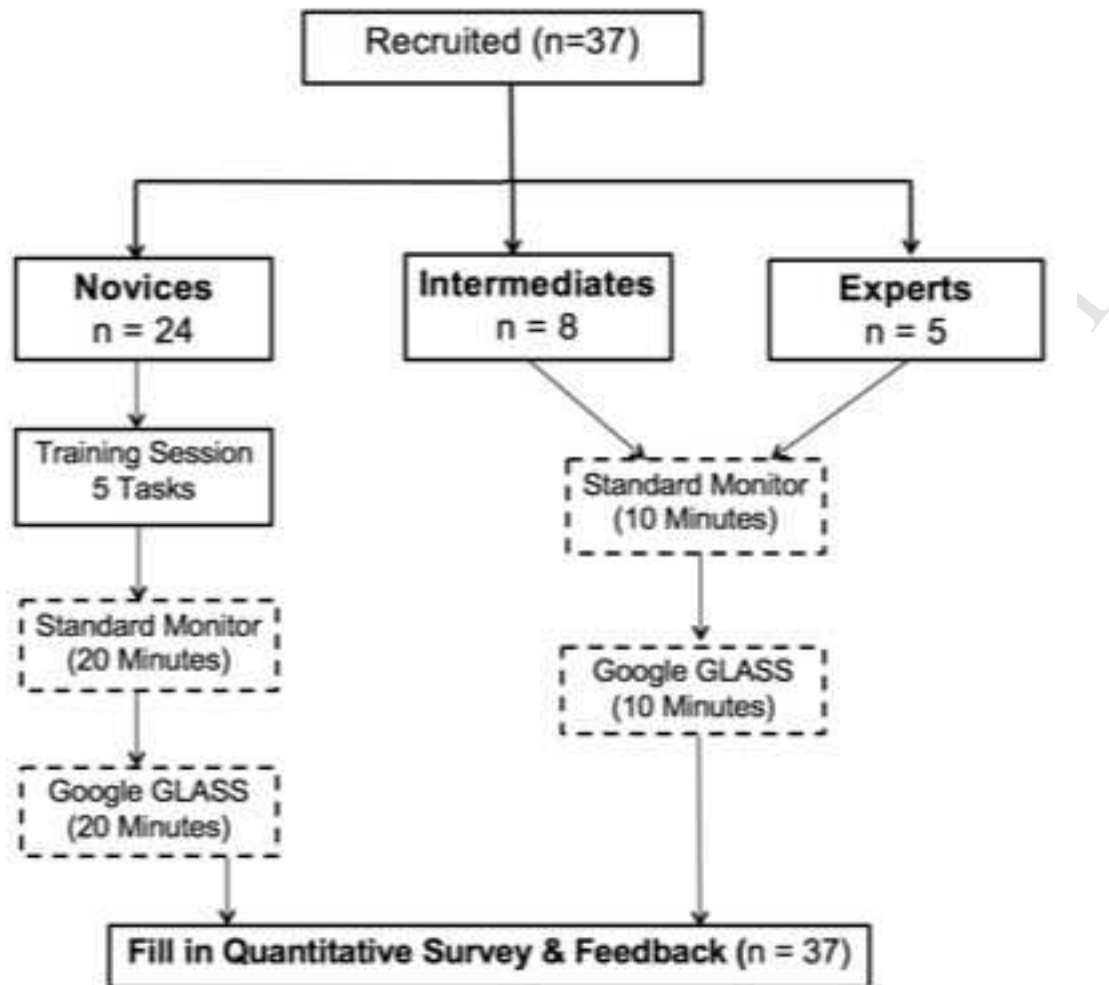 Recruited (n=37)
Novices
n = 24
Intermediates
n = 8
Experts
n = 5
Training Session
5 Tasks
Standard Monitor
(10 Minutes)
Standard Monitor
(20 Minutes)
Google GLASS
(10 Minutes)
Google GLASS
(20 Minutes)
Fill in Quantitative Survey & Feedback (n = 37)